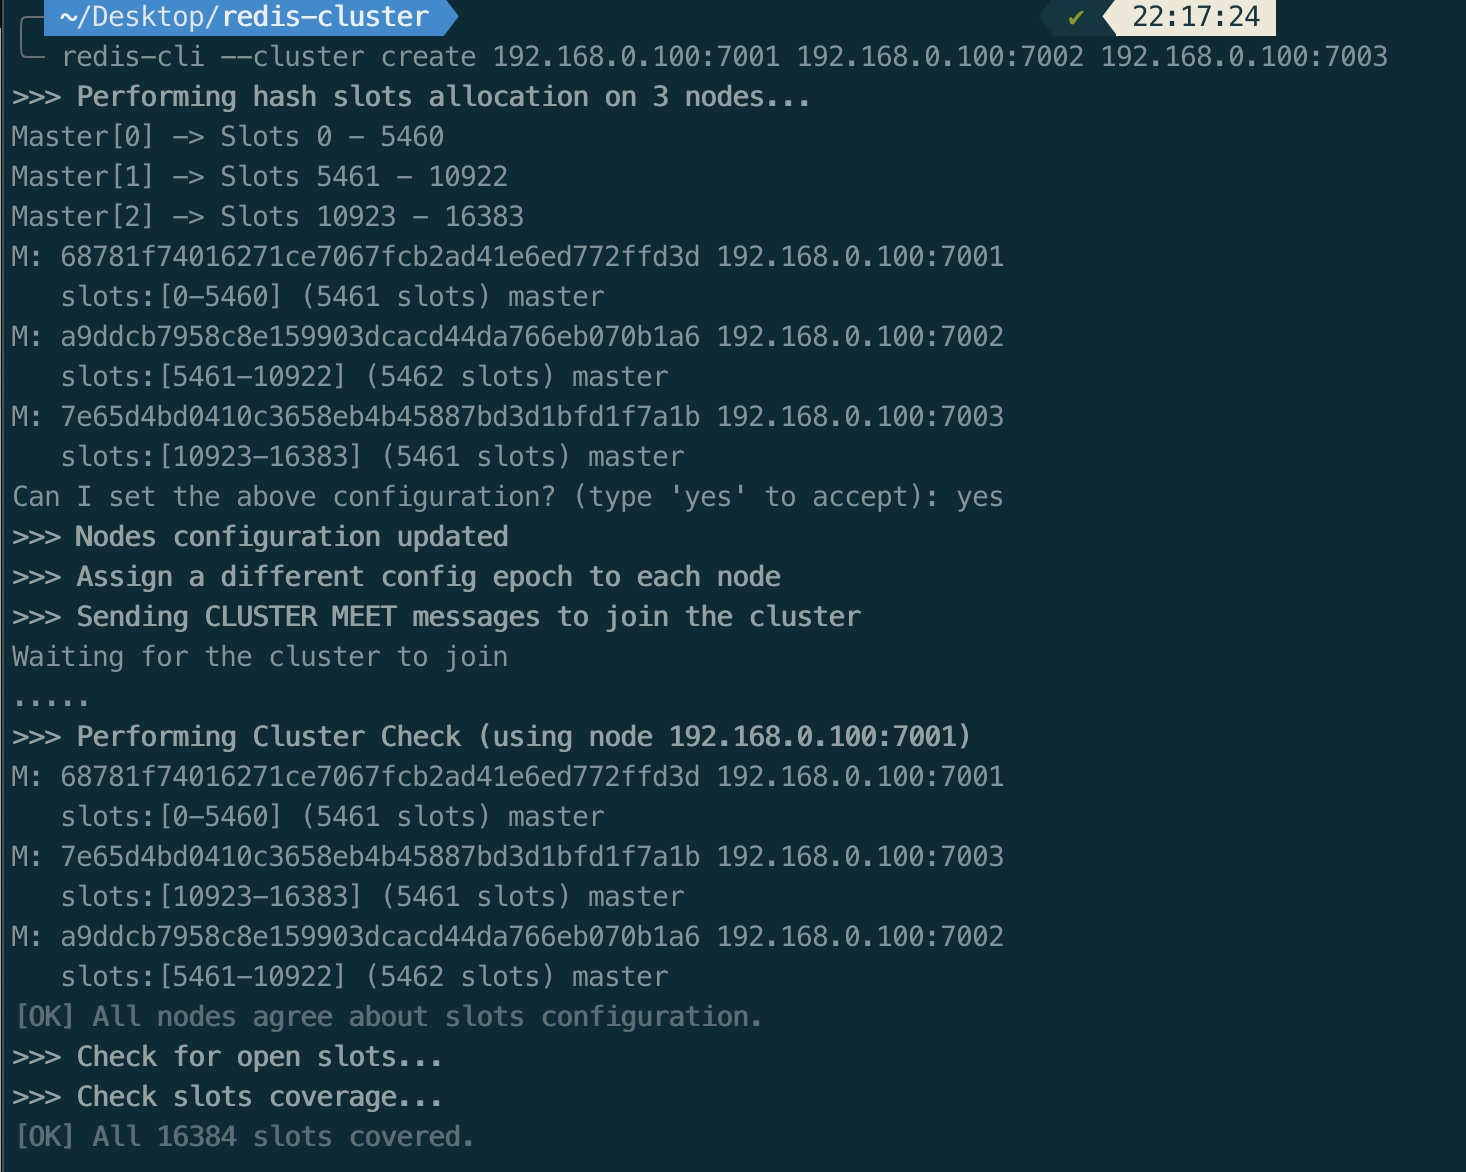 ~/Desktop/redis-cluster ✔ 22:17:24
redis-cli --cluster create 192.168.0.100:7001 192.168.0.100:7002 192.168.0.100:7003
>>> Performing hash slots allocation on 3 nodes...
Master[0] -> Slots 0 - 5460
Master[1] -> Slots 5461 - 10922
Master[2] -> Slots 10923 - 16383
M: 68781f74016271ce7067fcb2ad41e6ed772ffd3d 192.168.0.100:7001
   slots:[0-5460] (5461 slots) master
M: a9ddcb7958c8e159903dcacd44da766eb070b1a6 192.168.0.100:7002
   slots:[5461-10922] (5462 slots) master
M: 7e65d4bd0410c3658eb4b45887bd3d1bfd1f7a1b 192.168.0.100:7003
   slots:[10923-16383] (5461 slots) master
Can I set the above configuration? (type 'yes' to accept): yes
>>> Nodes configuration updated
>>> Assign a different config epoch to each node
>>> Sending CLUSTER MEET messages to join the cluster
Waiting for the cluster to join
.....
>>> Performing Cluster Check (using node 192.168.0.100:7001)
M: 68781f74016271ce7067fcb2ad41e6ed772ffd3d 192.168.0.100:7001
   slots:[0-5460] (5461 slots) master
M: 7e65d4bd0410c3658eb4b45887bd3d1bfd1f7a1b 192.168.0.100:7003
   slots:[10923-16383] (5461 slots) master
M: a9ddcb7958c8e159903dcacd44da766eb070b1a6 192.168.0.100:7002
   slots:[5461-10922] (5462 slots) master
[OK] All nodes agree about slots configuration.
>>> Check for open slots...
>>> Check slots coverage...
[OK] All 16384 slots covered.